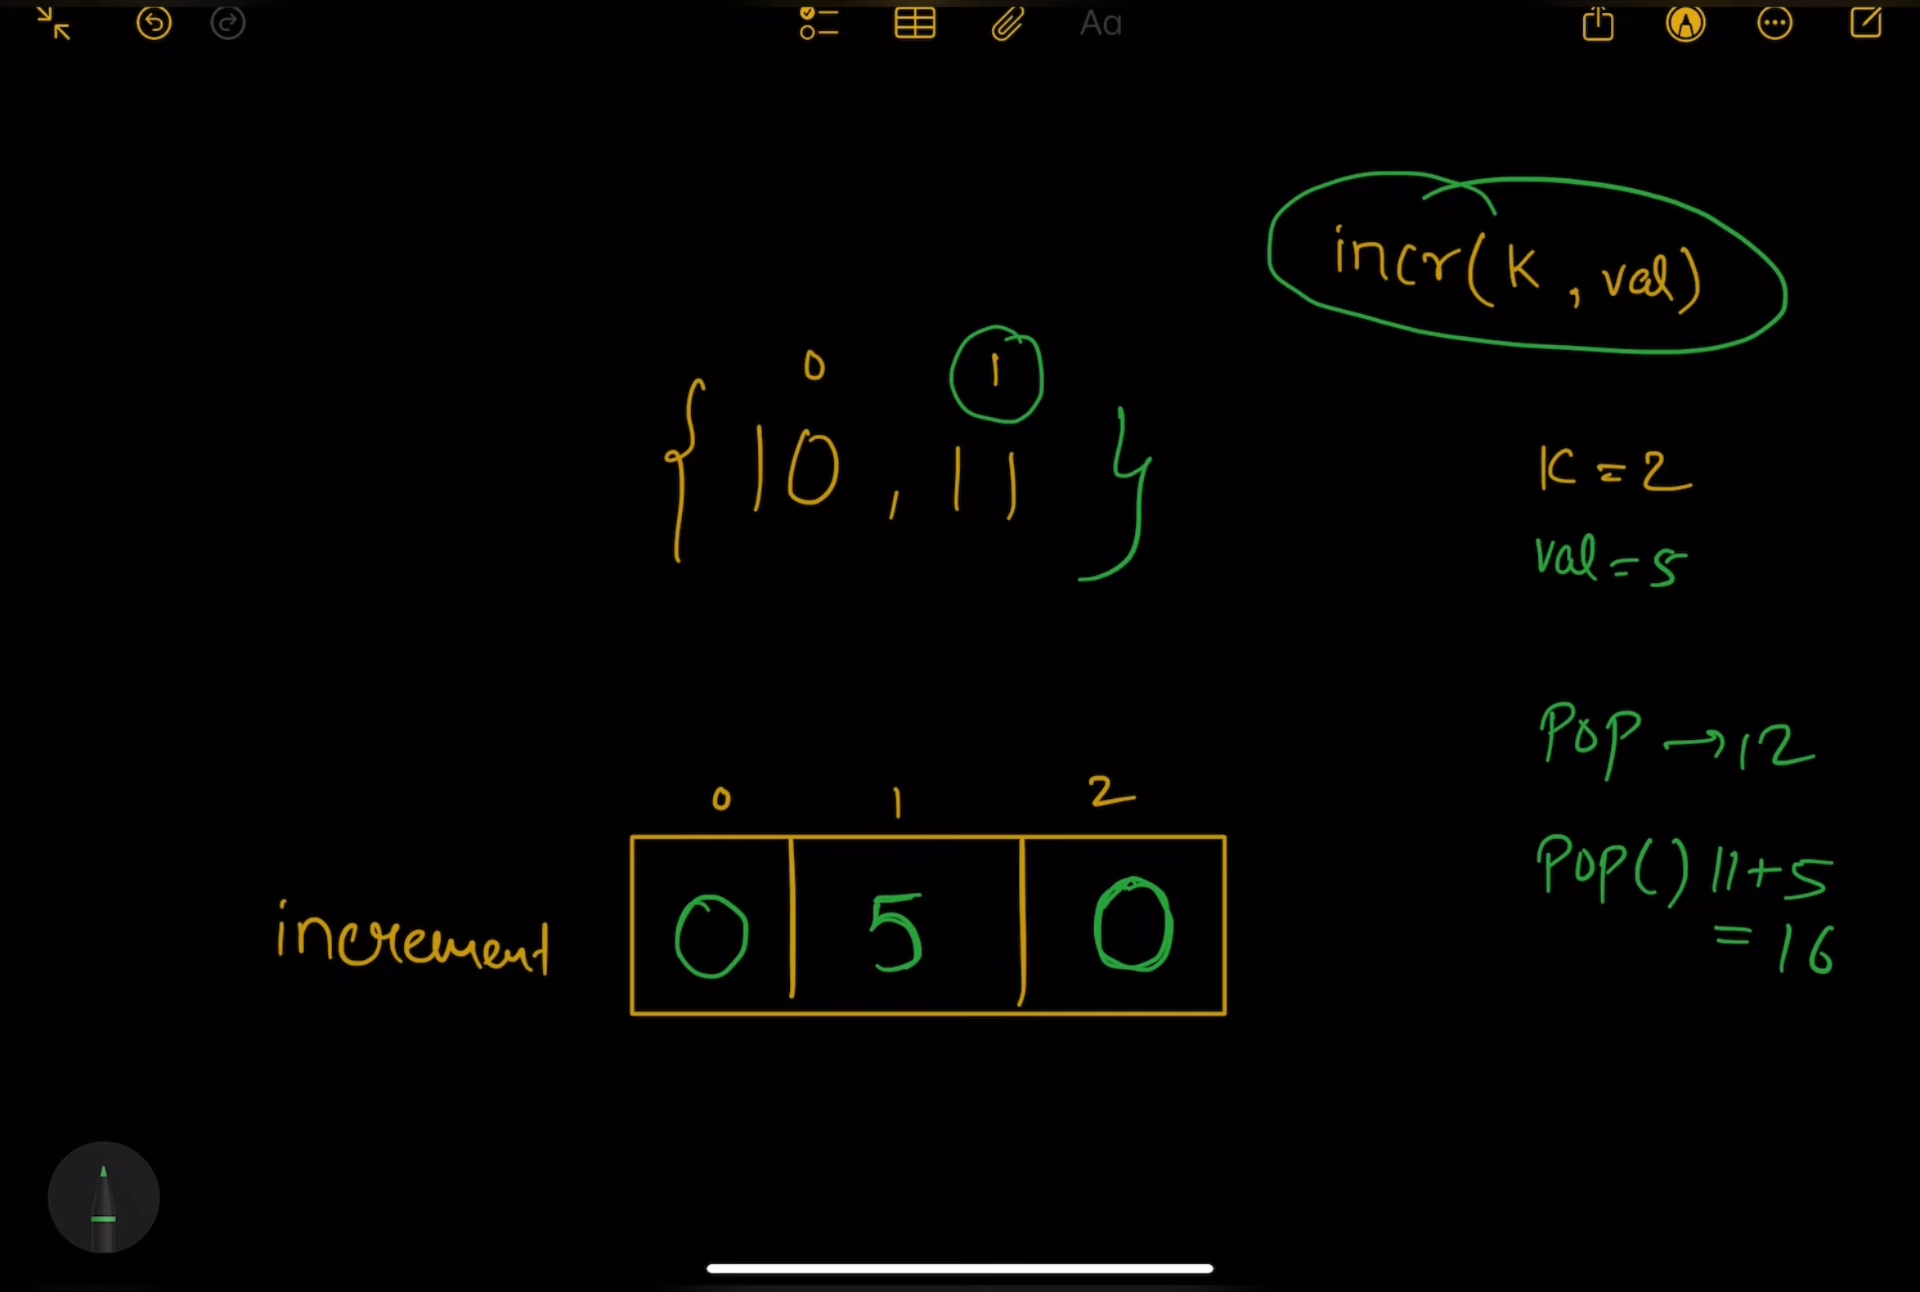 Aa
incr(K, val)
0 1
{ 10, 11 }
K = 2
val = 5
POP → 12
0 1 2
POP() 11+5
= 16
increment 0 5 0